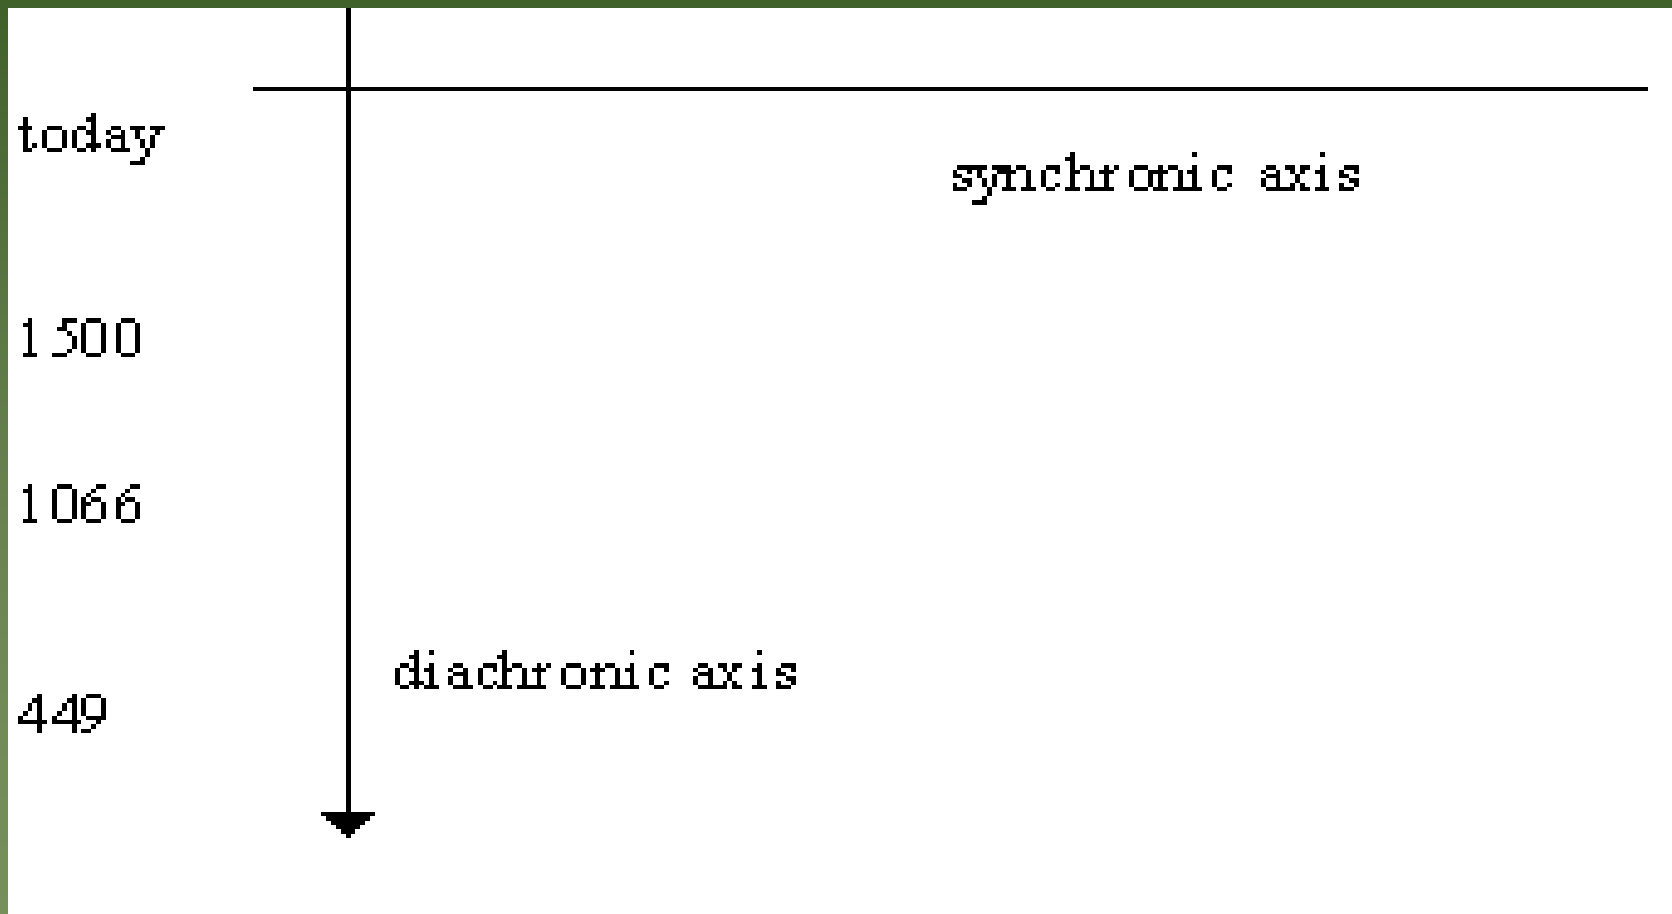 today
synchronic axis
1500
1066
diachronic axis
449